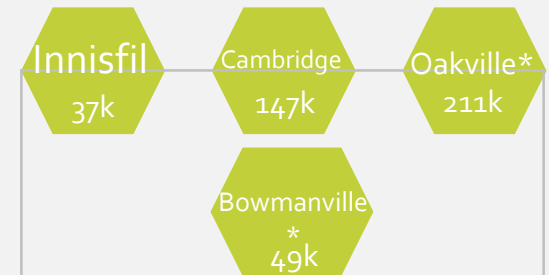 Innisfil
37k
Cambridge
147k
Oakville*
211k
Bowmanville
*
49k